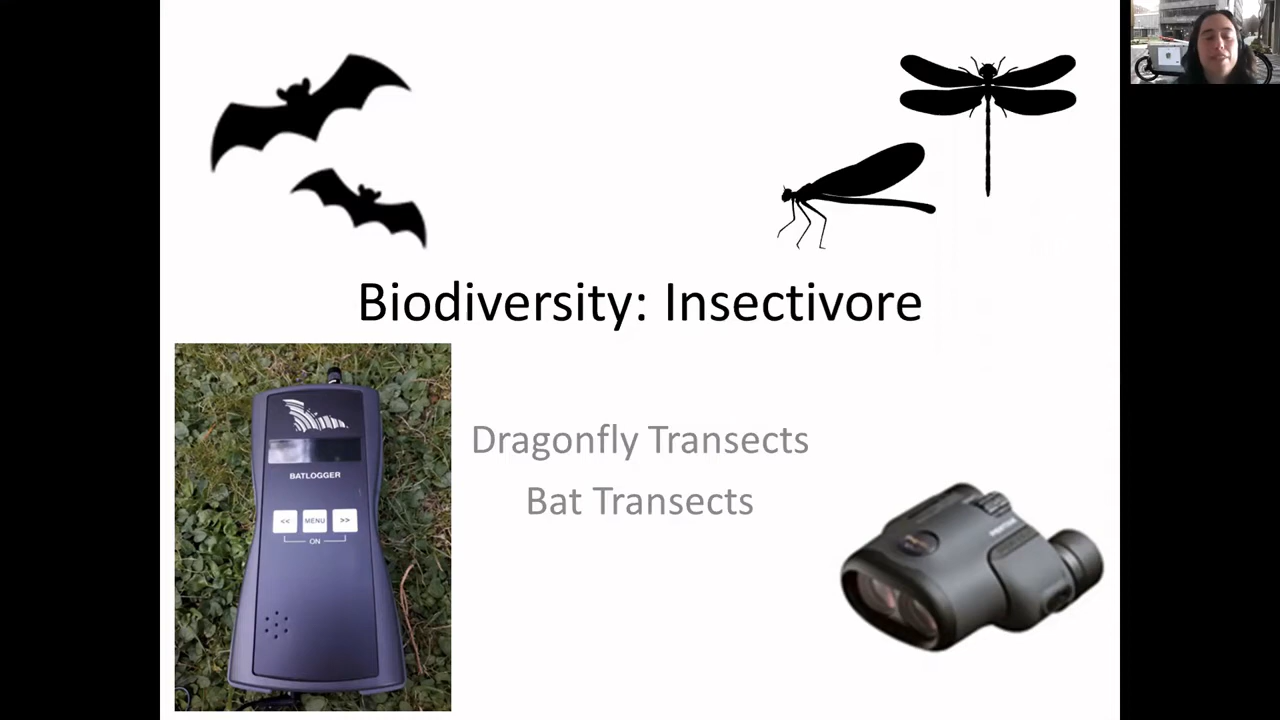 Biodiversity: Insectivore
Dragonfly Transects
Bat Transects
BATLOGGER
<< MENU >>
ON